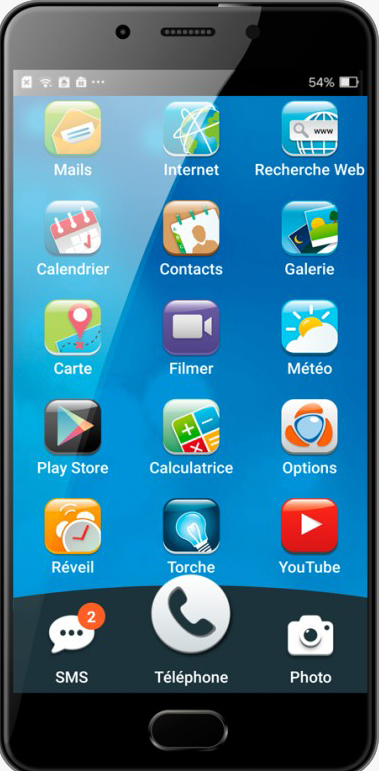 54%
Mails Internet Recherche Web
www
Calendrier Contacts Galerie
Carte Filmer Météo
Play Store Calculatrice Options
Réveil Torche YouTube
2
SMS Téléphone Photo